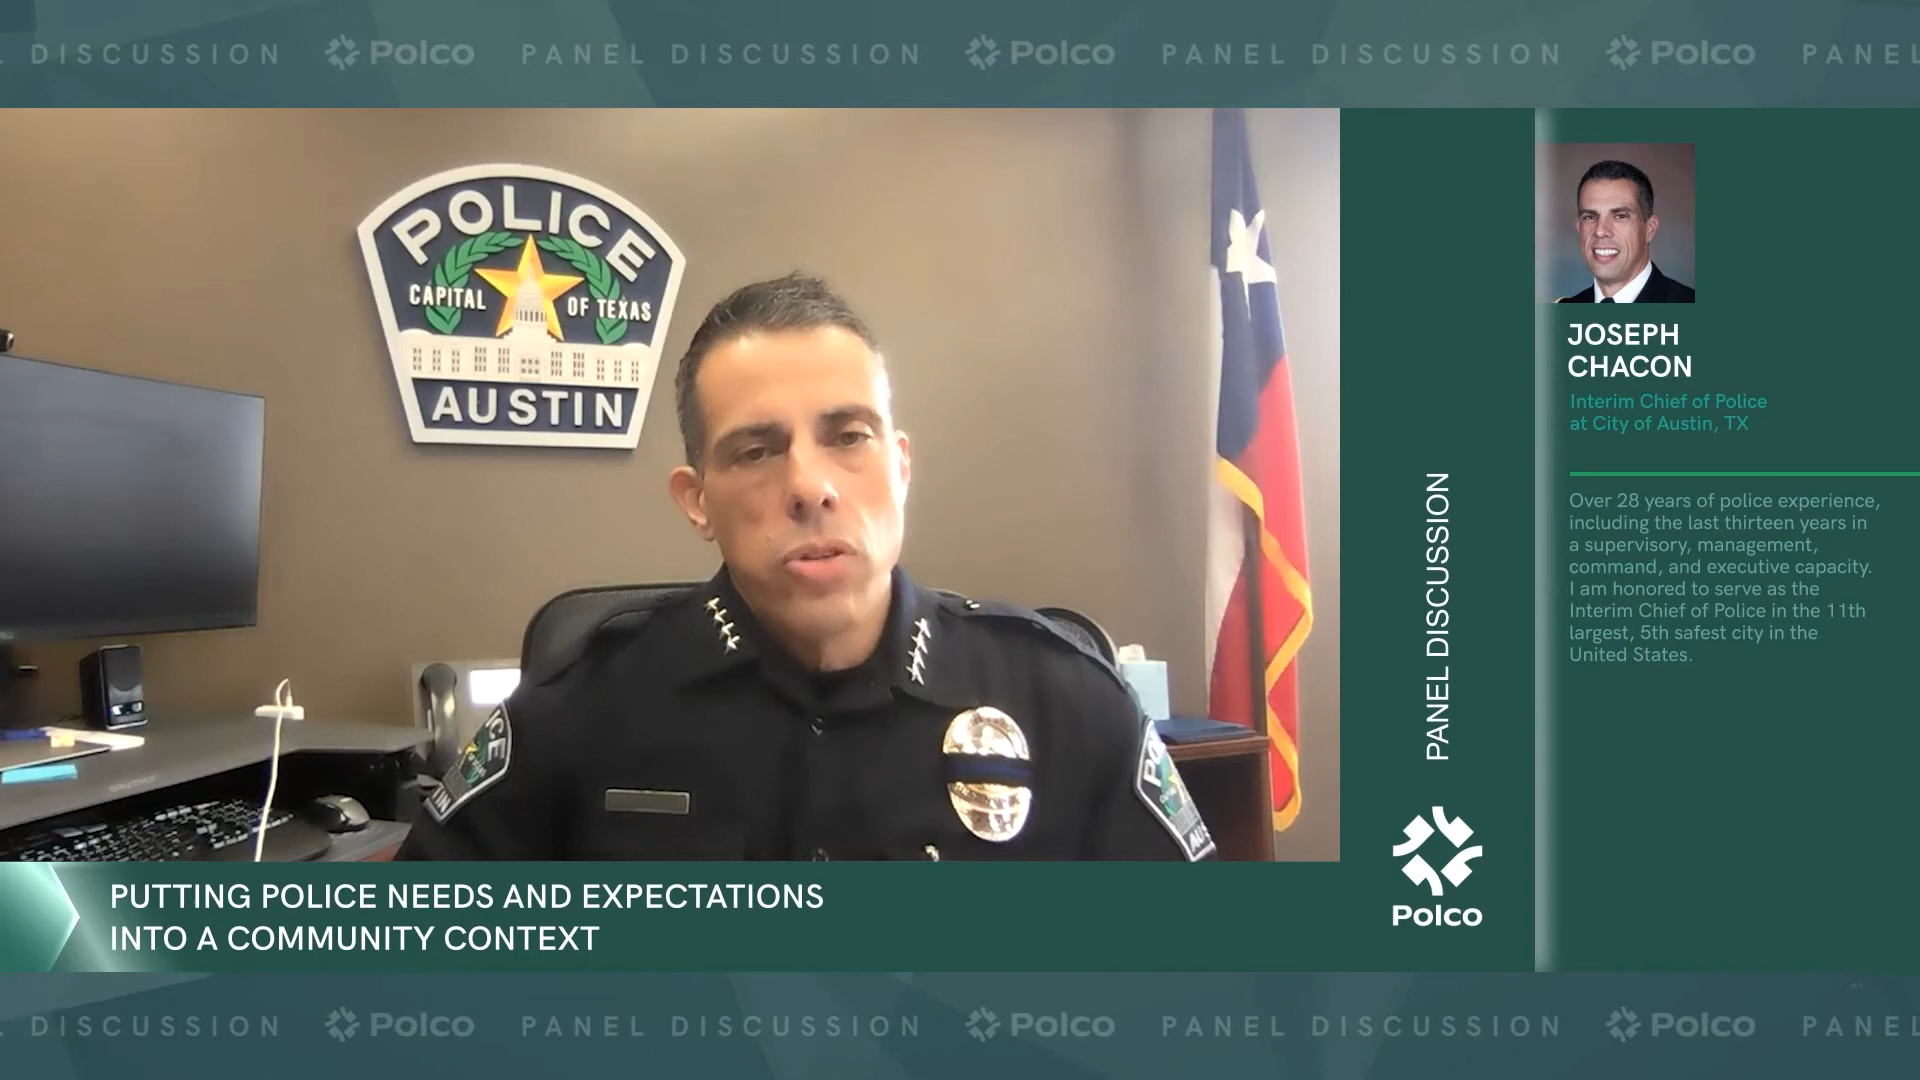 DISCUSSION Polco PANEL DISCUSSION Polco PANEL DISCUSSION Polco PANEL
POLICE
CAPITAL OF TEXAS
AUSTIN
PANEL DISCUSSION
Polco
JOSEPH
CHACON
Interim Chief of Police
at City of Austin, TX
Over 28 years of police experience,
including the last thirteen years in
a supervisory, management,
command, and executive capacity.
I am honored to serve as the
Interim Chief of Police in the 11th
largest, 5th safest city in the
United States.
PUTTING POLICE NEEDS AND EXPECTATIONS
INTO A COMMUNITY CONTEXT
DISCUSSION Polco PANEL DISCUSSION Polco PANEL DISCUSSION Polco PANEL